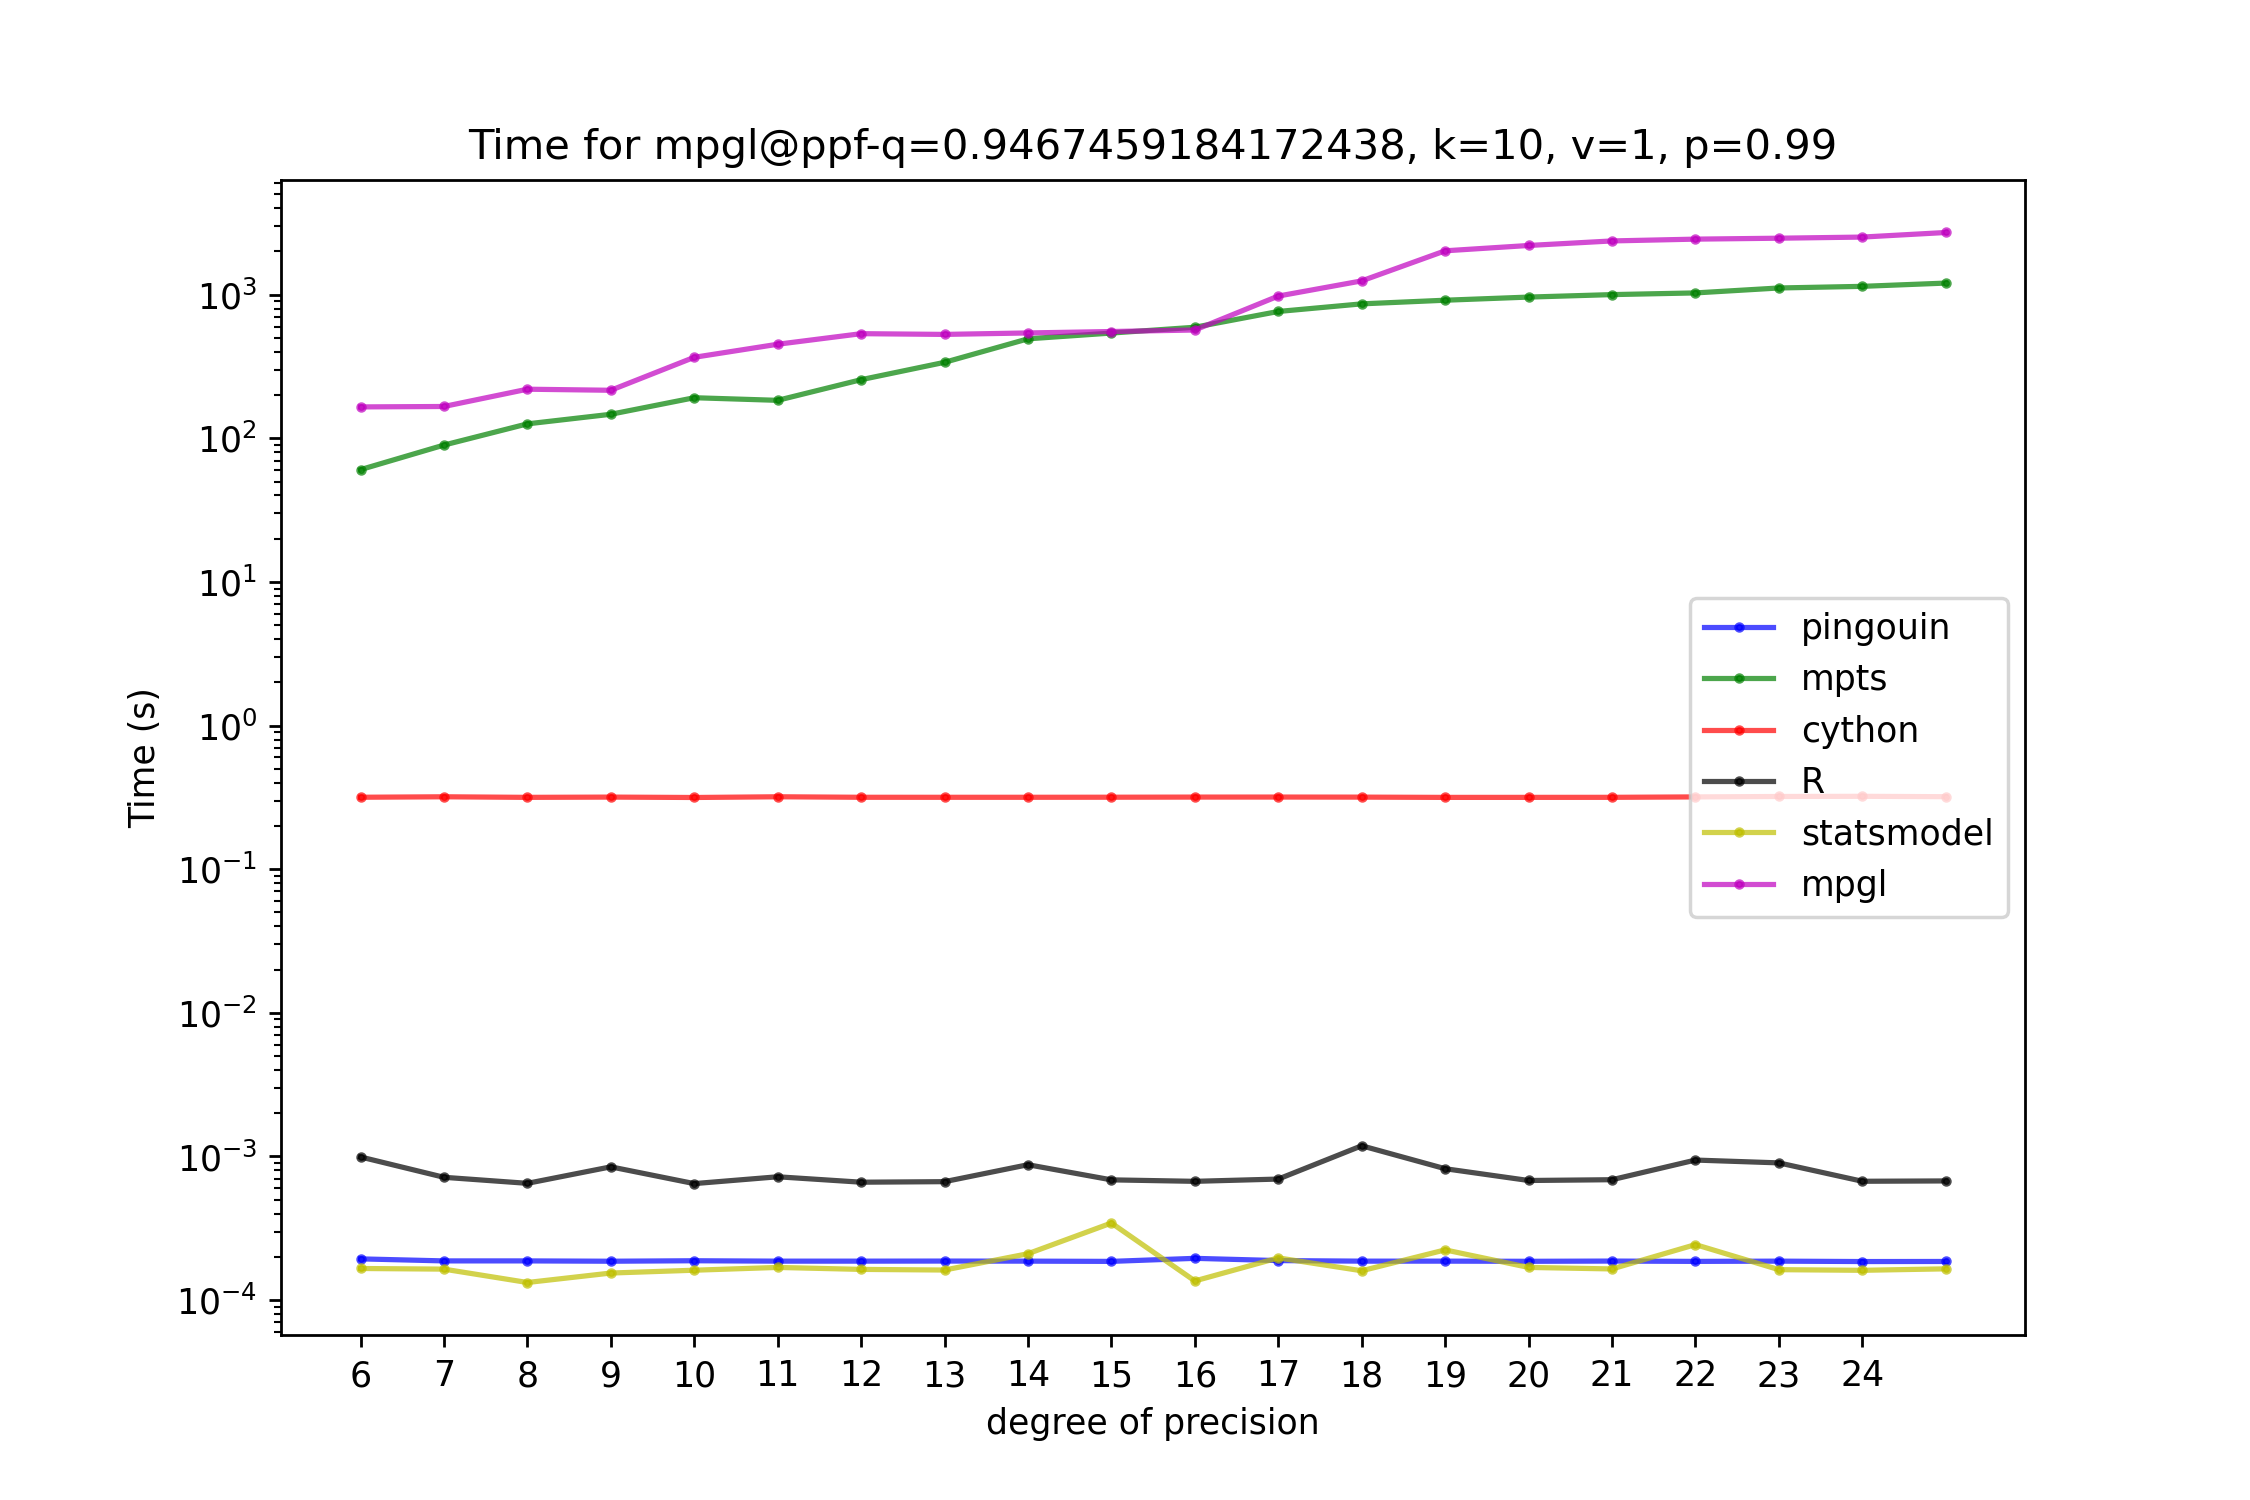 Time for mpgl@ppf-q=0.9467459184172438, k=10, v=1, p=0.99
Time (s)
10³
10²
10¹
10⁰
10⁻¹
10⁻²
10⁻³
10⁻⁴
pingouin
mpts
cython
R
statsmodel
mpgl
6 7 8 9 10 11 12 13 14 15 16 17 18 19 20 21 22 23 24
degree of precision